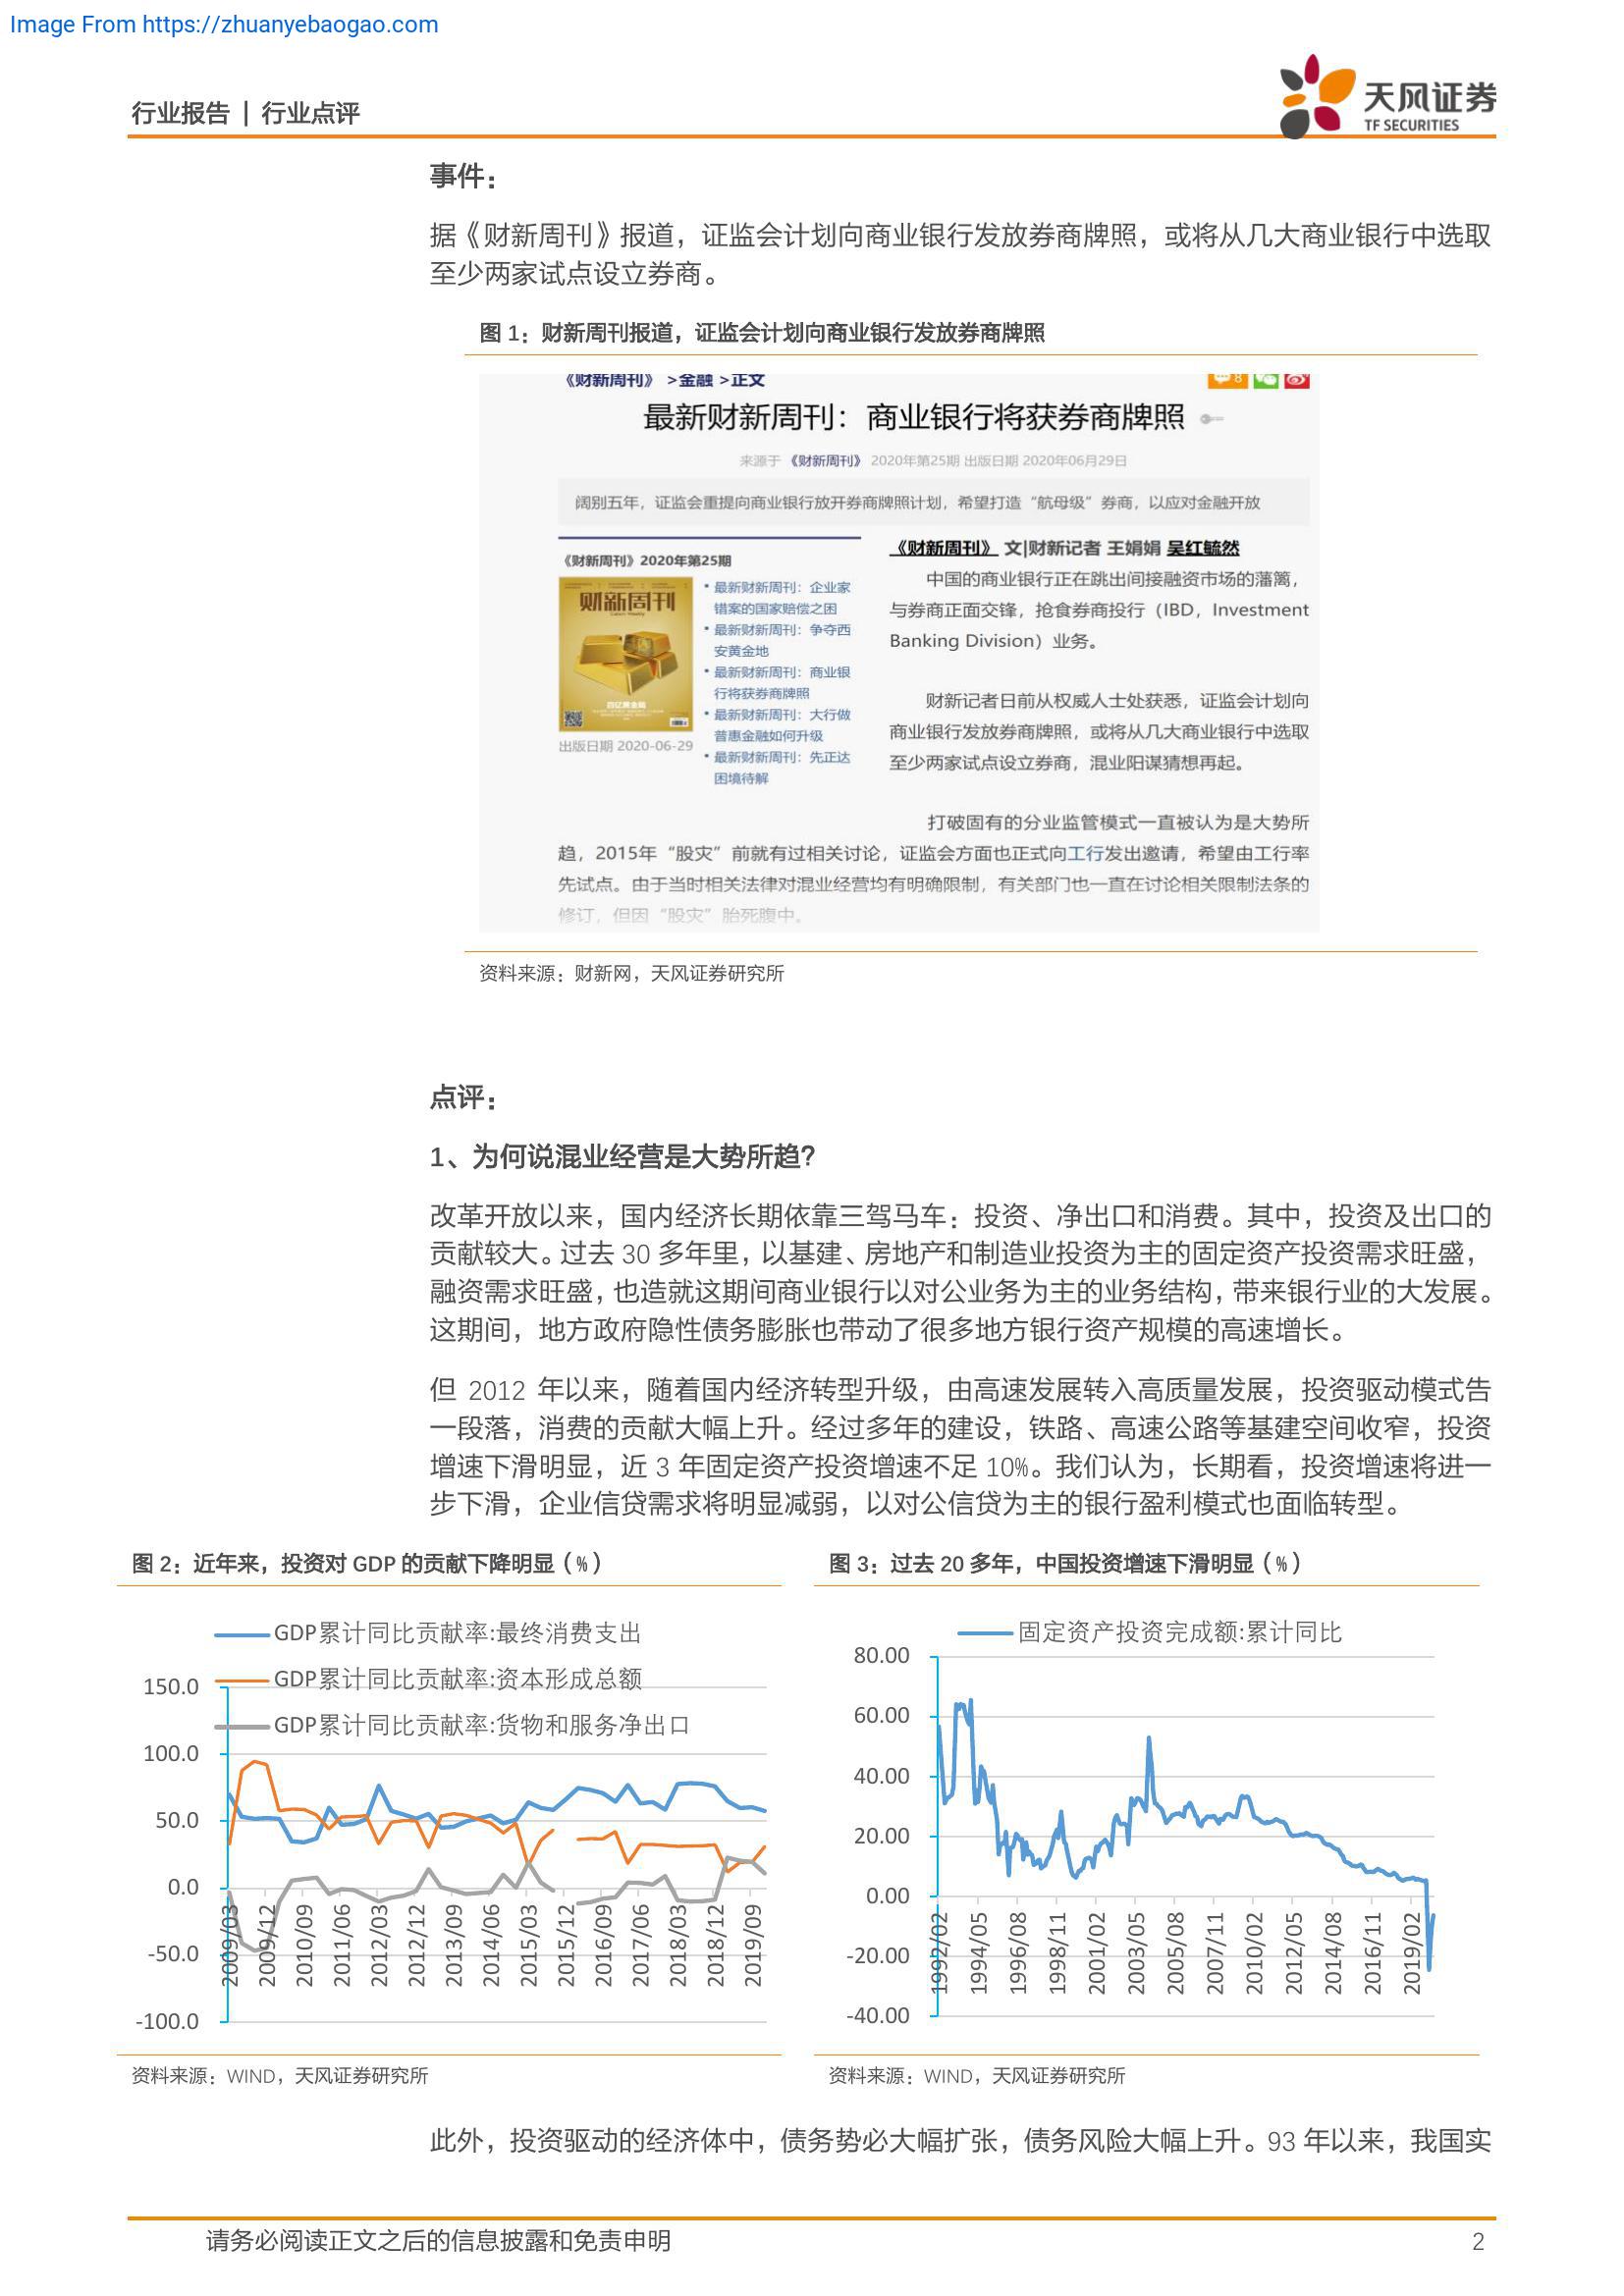 Image From https://zhuanyebaogao.com
行业报告 | 行业点评
天风证券
TF SECURITIES
事件：
据《财新周刊》报道，证监会计划向商业银行发放券商牌照，或将从几大商业银行中选取
至少两家试点设立券商。
图 1：财新周刊报道，证监会计划向商业银行发放券商牌照
《财新周刊》 >金融 >正文
8
最新财新周刊：商业银行将获券商牌照
来源于 《财新周刊》 2020年第25期 出版日期 2020年06月29日
阔别五年，证监会重提向商业银行放开券商牌照计划，希望打造“航母级”券商，以应对金融开放
《财新周刊》2020年第25期
财新周刊
• 最新财新周刊：企业家
错案的国家赔偿之困
• 最新财新周刊：争夺西
安黄金地
• 最新财新周刊：商业银
行将获券商牌照
• 最新财新周刊：大行做
普惠金融如何升级
• 最新财新周刊：先正达
困境待解
出版日期 2020-06-29
《财新周刊》 文|财新记者 王娟娟 吴红毓然
中国的商业银行正在跳出间接融资市场的藩篱，
与券商正面交锋，抢食券商投行（IBD，Investment
Banking Division）业务。
财新记者日前从权威人士处获悉，证监会计划向
商业银行发放券商牌照，或将从几大商业银行中选取
至少两家试点设立券商，混业阳谋猜想再起。
打破固有的分业监管模式一直被认为是大势所
趋，2015年“股灾”前就有过相关讨论，证监会方面也正式向工行发出邀请，希望由工行率
先试点。由于当时相关法律对混业经营均有明确限制，有关部门也一直在讨论相关限制法条的
修订，但因“股灾”胎死腹中。
资料来源：财新网，天风证券研究所
点评：
1、为何说混业经营是大势所趋？
改革开放以来，国内经济长期依靠三驾马车：投资、净出口和消费。其中，投资及出口的
贡献较大。过去 30 多年里，以基建、房地产和制造业投资为主的固定资产投资需求旺盛，
融资需求旺盛，也造就这期间商业银行以对公业务为主的业务结构，带来银行业的大发展。
这期间，地方政府隐性债务膨胀也带动了很多地方银行资产规模的高速增长。
但 2012 年以来，随着国内经济转型升级，由高速发展转入高质量发展，投资驱动模式告
一段落，消费的贡献大幅上升。经过多年的建设，铁路、高速公路等基建空间收窄，投资
增速下滑明显，近 3 年固定资产投资增速不足 10%。我们认为，长期看，投资增速将进一
步下滑，企业信贷需求将明显减弱，以对公信贷为主的银行盈利模式也面临转型。
图 2：近年来，投资对 GDP 的贡献下降明显（%）
GDP累计同比贡献率:最终消费支出
GDP累计同比贡献率:资本形成总额
GDP累计同比贡献率:货物和服务净出口
150.0
100.0
50.0
0.0
-50.0
-100.0
2009/03
2009/12
2010/09
2011/06
2012/03
2012/12
2013/09
2014/06
2015/03
2015/12
2016/09
2017/06
2018/03
2018/12
2019/09
资料来源：WIND，天风证券研究所
图 3：过去 20 多年，中国投资增速下滑明显（%）
固定资产投资完成额:累计同比
80.00
60.00
40.00
20.00
0.00
-20.00
-40.00
1992/02
1994/05
1996/08
1998/11
2001/02
2003/05
2005/08
2007/11
2010/02
2012/05
2014/08
2016/11
2019/02
资料来源：WIND，天风证券研究所
此外，投资驱动的经济体中，债务势必大幅扩张，债务风险大幅上升。93 年以来，我国实
请务必阅读正文之后的信息披露和免责申明
2